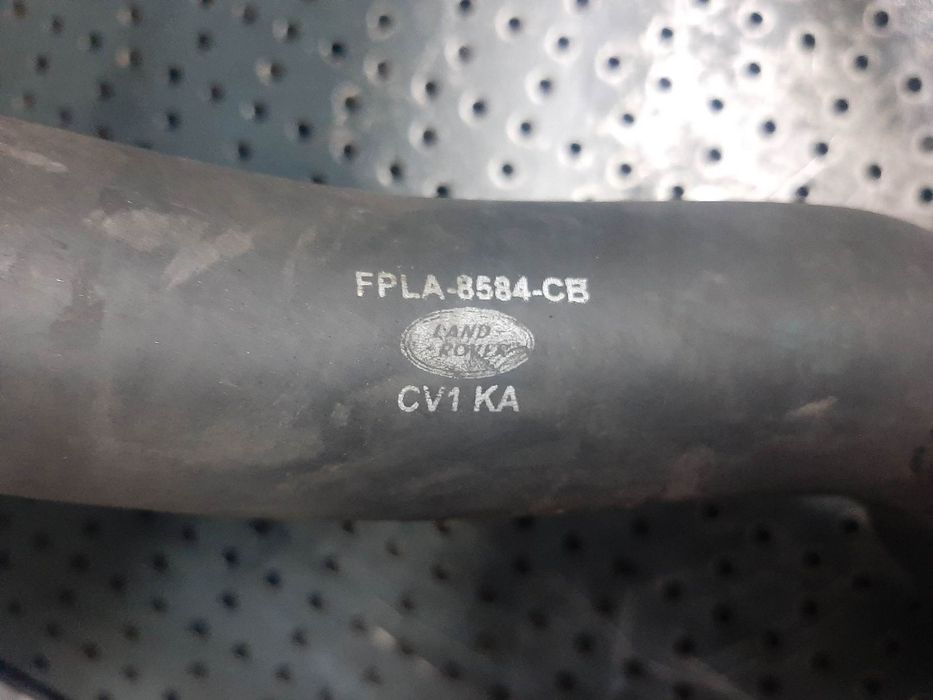 FPLA-8584-CB
LAND-
ROVER
CV1 KA